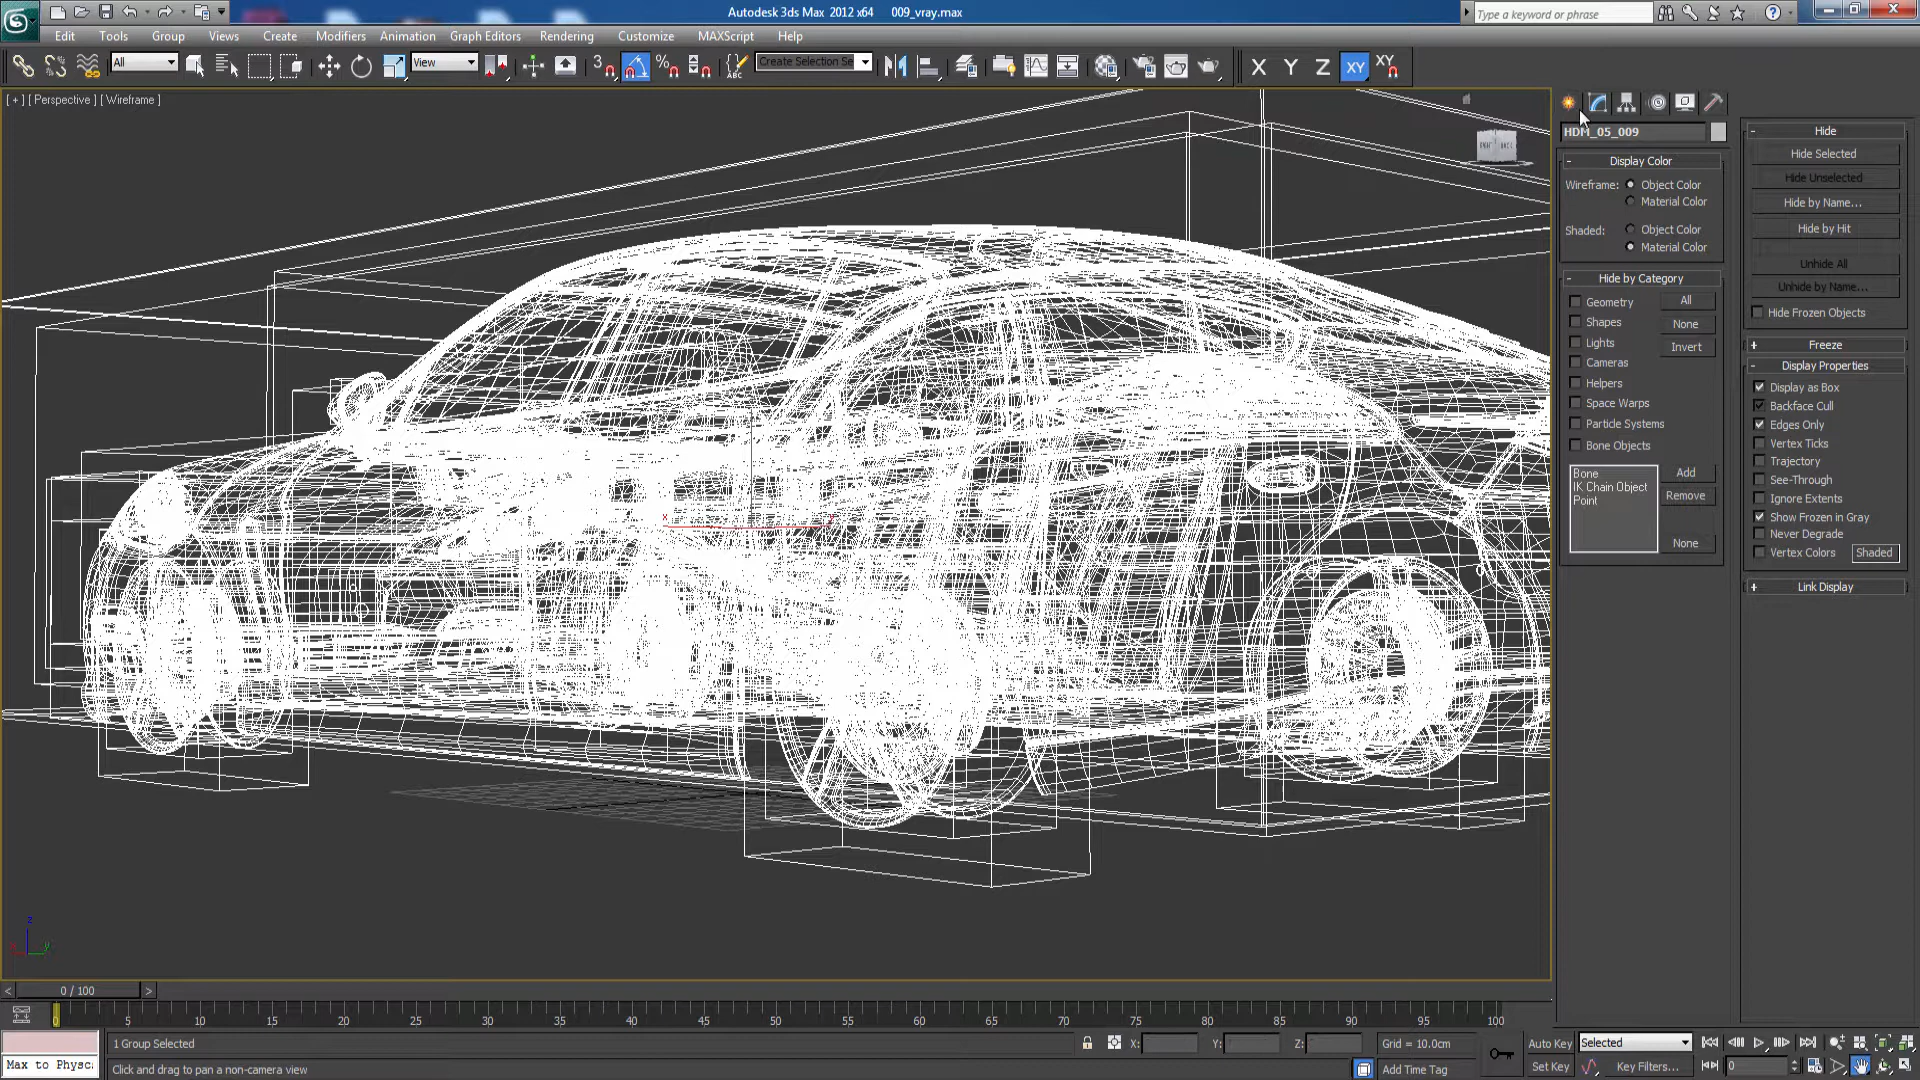 Autodesk 3ds Max 2012 x64 009_vray.max
Type a keyword or phrase
Edit Tools Group Views Create Modifiers Animation Graph Editors Rendering Customize MAXScript Help
All
View
3
%
ABC
Create Selection Se
X Y Z XY XY
[ + ] [ Perspective ] [ Wireframe ]
HDM_05_009
- Display Color
Wireframe: Object Color
Material Color
Shaded: Object Color
Material Color
- Hide by Category
Geometry
Shapes
Lights
Cameras
Helpers
Space Warps
Particle Systems
Bone Objects
All
None
Invert
Bone
IK Chain Object
Point
Add
Remove
None
- Hide
Hide Selected
Hide Unselected
Hide by Name...
Hide by Hit
Unhide All
Unhide by Name...
Hide Frozen Objects
+ Freeze
- Display Properties
Display as Box
Backface Cull
Edges Only
Vertex Ticks
Trajectory
See-Through
Ignore Extents
Show Frozen in Gray
Never Degrade
Vertex Colors Shaded
+ Link Display
x
z
x y
< 0 / 100 >
0 5 10 15 20 25 30 35 40 45 50 55 60 65 70 75 80 85 90 95 100
1 Group Selected
X: Y: Z: Grid = 10.0cm
Auto Key Selected
Max to Physc:
Click and drag to pan a non-camera view
Add Time Tag
Set Key Key Filters... 0